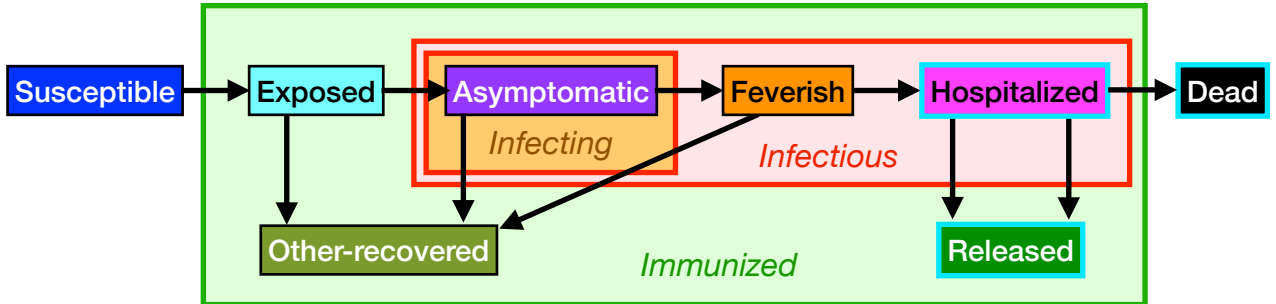 Susceptible
Exposed
Asymptomatic
Feverish
Hospitalized
Dead
Infecting
Infectious
Other-recovered
Released
Immunized